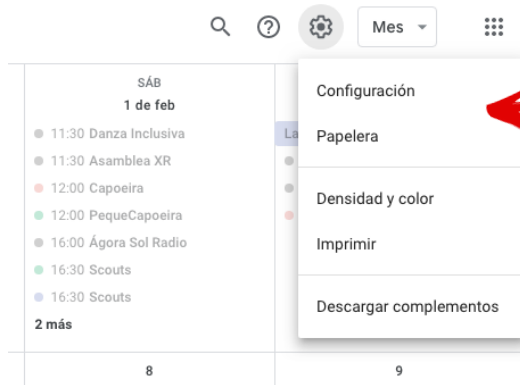 Mes
SÁB
1 de feb
11:30 Danza Inclusiva
11:30 Asamblea XR
12:00 Capoeira
12:00 PequeCapoeira
16:00 Ágora Sol Radio
16:30 Scouts
16:30 Scouts
2 más
La
Configuración
Papelera
Densidad y color
Imprimir
Descargar complementos
8
9